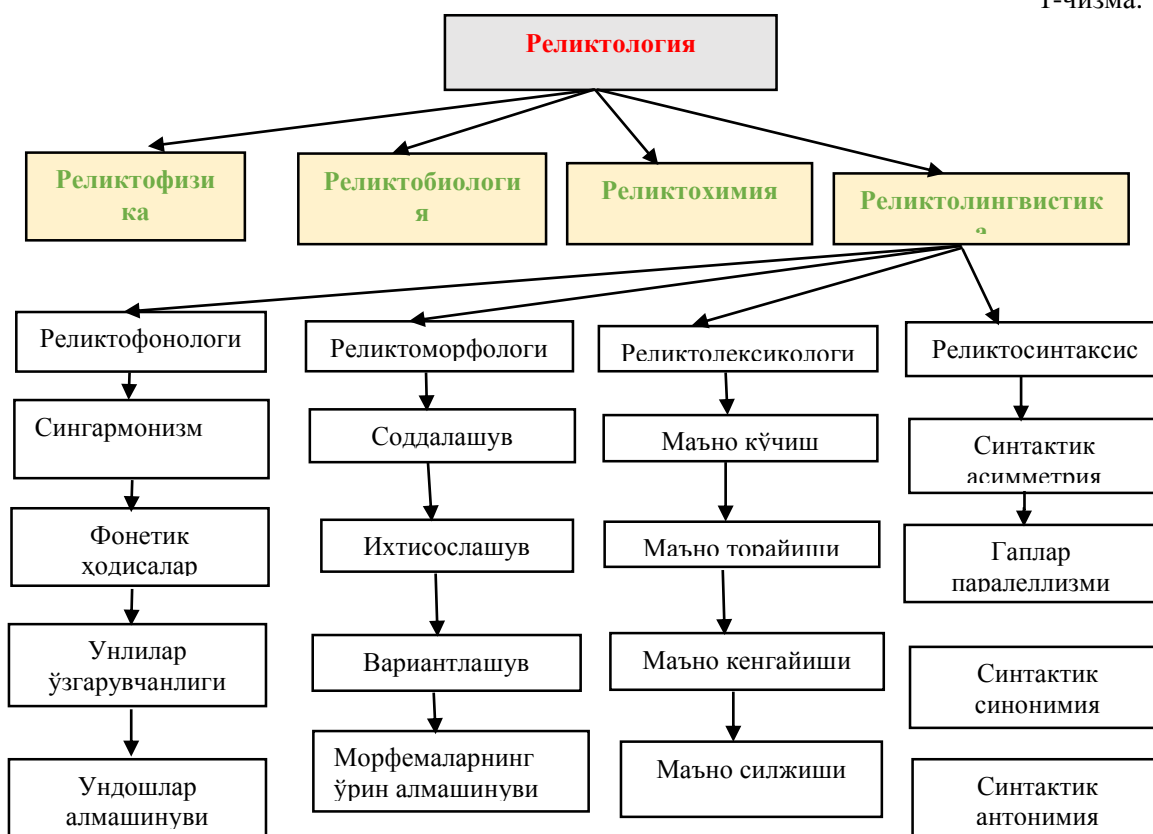 1-чизма.
Реликтология
Реликтофизи
ка
Реликтобиологи
я
Реликтохимия
Реликтолингвистик
а
Реликтофонологи
Реликтоморфологи
Реликтолексикологи
Реликтосинтаксис
Сингармонизм
Соддалашув
Маъно кўчиш
Синтактик
асимметрия
Фонетик
ҳодисалар
Ихтисослашув
Маъно торайиши
Гаплар
паралеллизми
Унлилар
ўзгарувчанлиги
Вариантлашув
Маъно кенгайиши
Синтактик
синонимия
Ундошлар
алмашинуви
Морфемаларнинг
ўрин алмашинуви
Маъно силжиши
Синтактик
антонимия